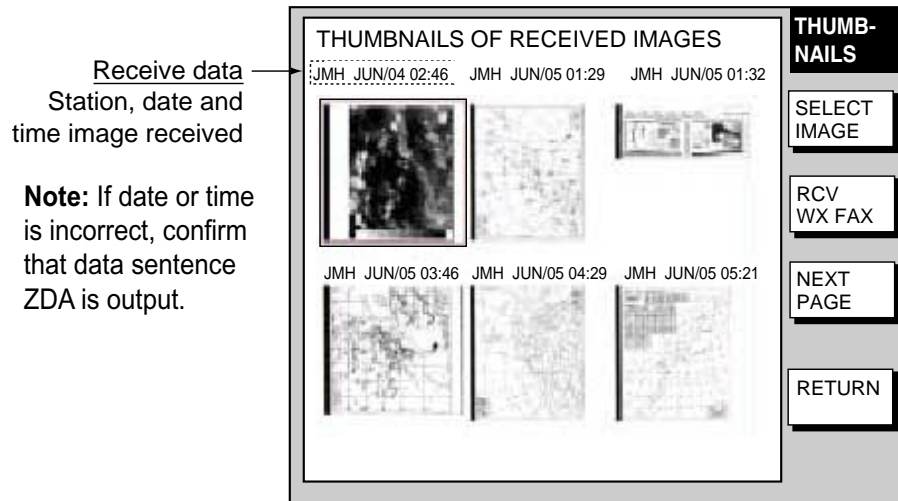 Receive data
Station, date and
time image received
Note: If date or time
is incorrect, confirm
that data sentence
ZDA is output.
THUMBNAILS OF RECEIVED IMAGES
JMH JUN/04 02:46 JMH JUN/05 01:29 JMH JUN/05 01:32
JMH JUN/05 03:46 JMH JUN/05 04:29 JMH JUN/05 05:21
THUMB-
NAILS
SELECT
IMAGE
RCV
WX FAX
NEXT
PAGE
RETURN